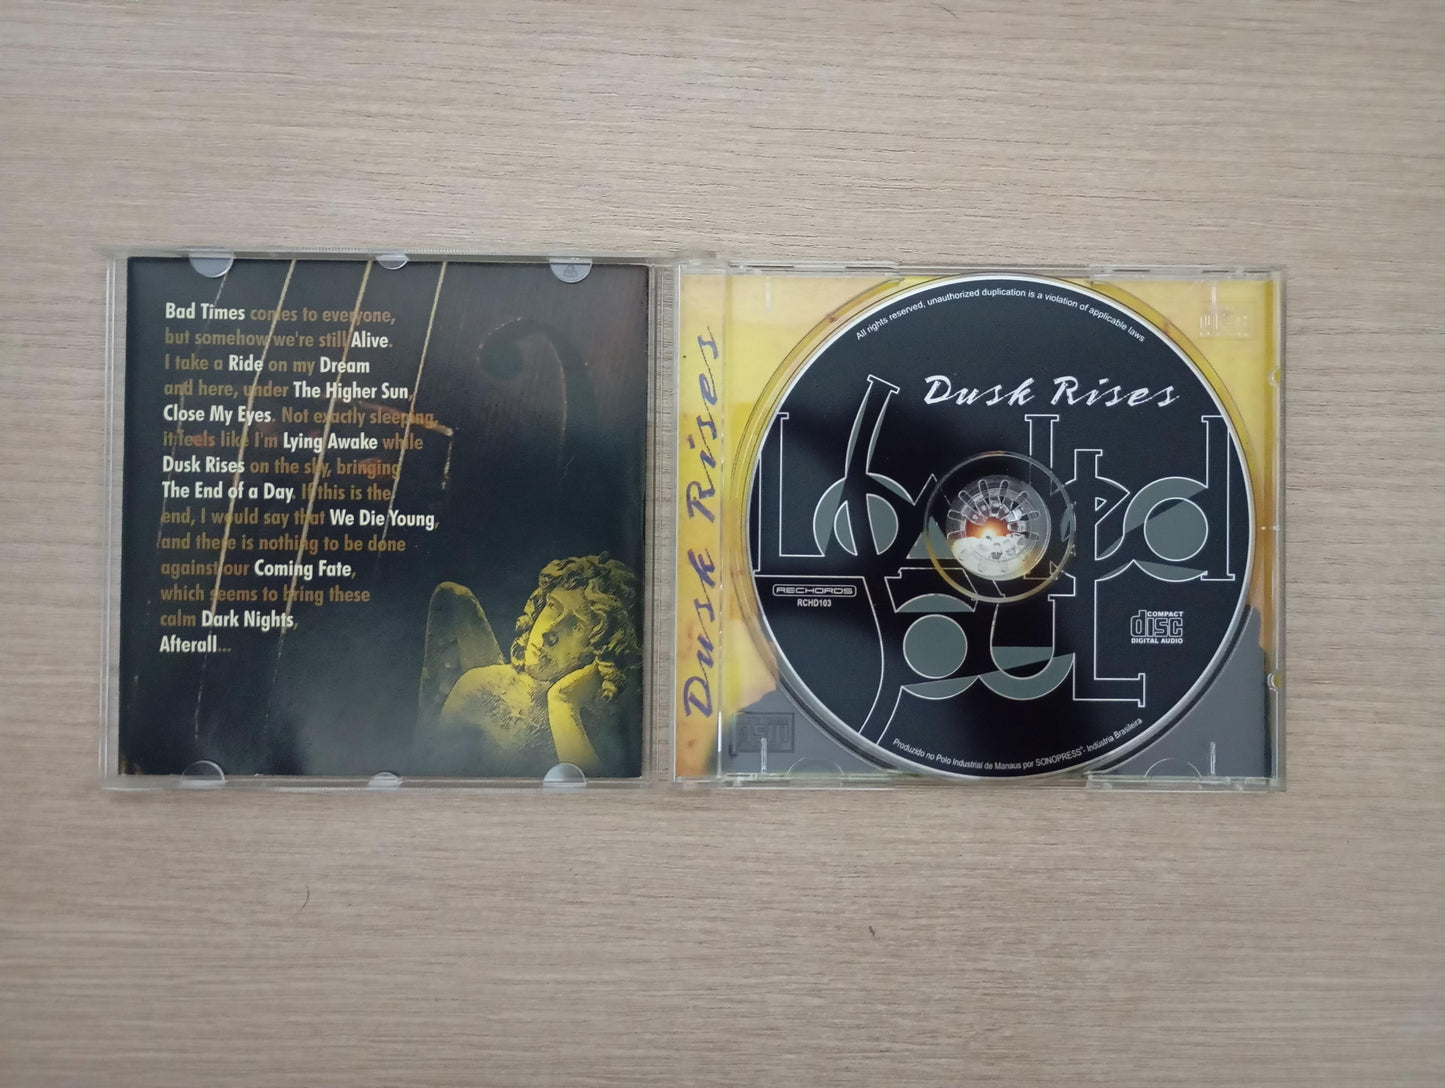 Bad Times comes to everyone,
but somehow we're still Alive.
I take a Ride on my Dream
and here, under The Higher Sun,
Close My Eyes. Not exactly sleeping,
it feels like I'm Lying Awake while
Dusk Rises on the sky, bringing
The End of a Day. If this is the
end, I would say that We Die Young,
and there is nothing to be done
against our Coming Fate,
which seems to bring these
calm Dark Nights,
Afterall...
Dusk Rises
All rights reserved, unauthorized duplication is a violation of applicable laws
Dusk Rises
Loaded
Soul
RECHORDS
RCHD103
COMPACT
disc
DIGITAL AUDIO
Produzido no Polo Industrial de Manaus por SONOPRESS® - Indústria Brasileira